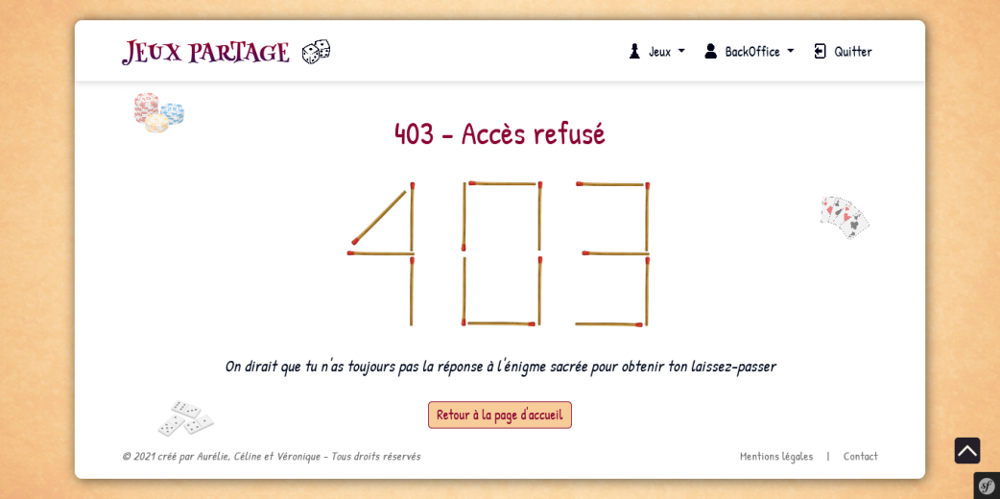 JEUX PARTAGE
Jeux
BackOffice
Quitter
403 - Accès refusé
403
On dirait que tu n'as toujours pas la réponse à l'énigme sacrée pour obtenir ton laissez-passer
Retour à la page d'accueil
© 2021 créé par Aurélie, Céline et Véronique - Tous droits réservés
Mentions légales | Contact
sf